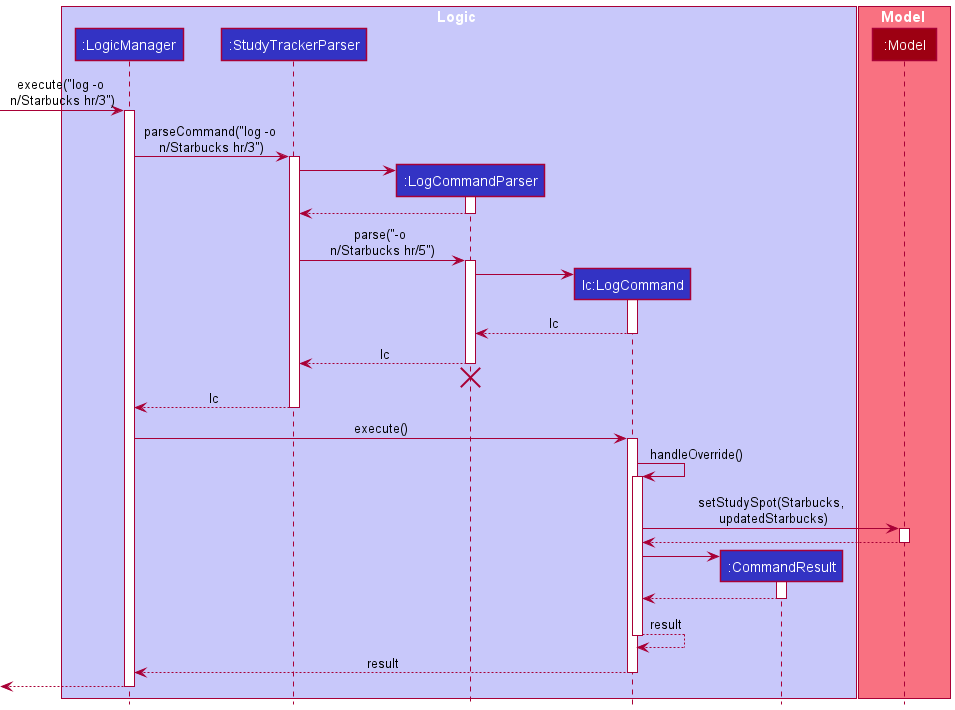 Logic
Model
:LogicManager
:StudyTrackerParser
:Model
execute("log -o
n/Starbucks hr/3")
parseCommand("log -o
n/Starbucks hr/3")
:LogCommandParser
parse("-o
n/Starbucks hr/5")
lc:LogCommand
lc
lc
lc
execute()
handleOverride()
setStudySpot(Starbucks,
updatedStarbucks)
:CommandResult
result
result